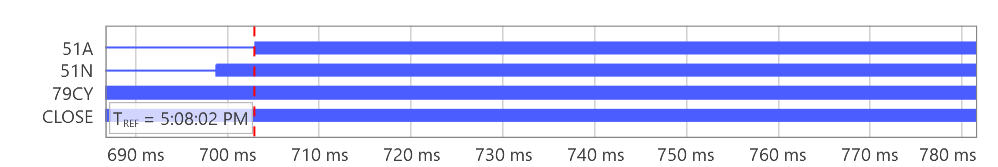 51A
51N
79CY
CLOSE
TREF = 5:08:02 PM
690 ms 700 ms 710 ms 720 ms 730 ms 740 ms 750 ms 760 ms 770 ms 780 ms